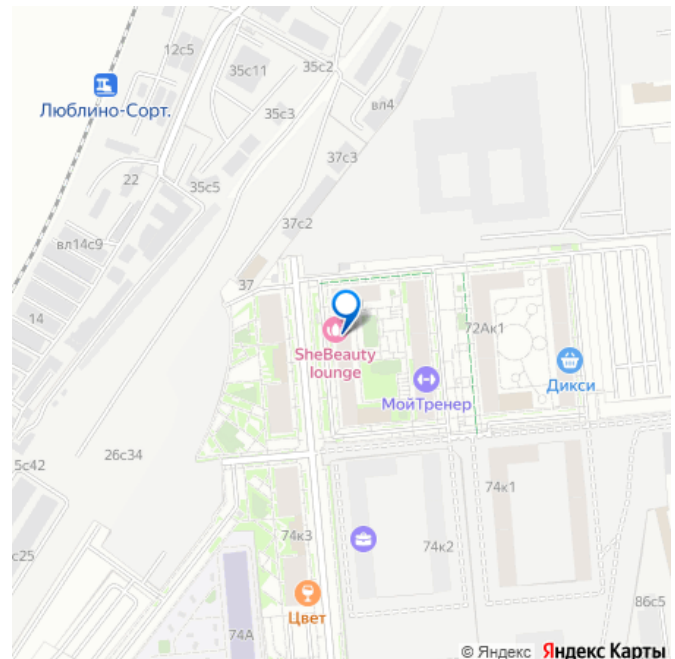 12с5
35с11
35с2
Люблино-Сорт.
35с3
вл4
37с3
22
35с5
37с2
вл14с9
37
14
72Ак1
SheBeauty
lounge
Дикси
МойТренер
26с34
5с42
74к1
74к3
74к2
с25
Цвет
86с5
74А
© Яндекс Яндекс Карты